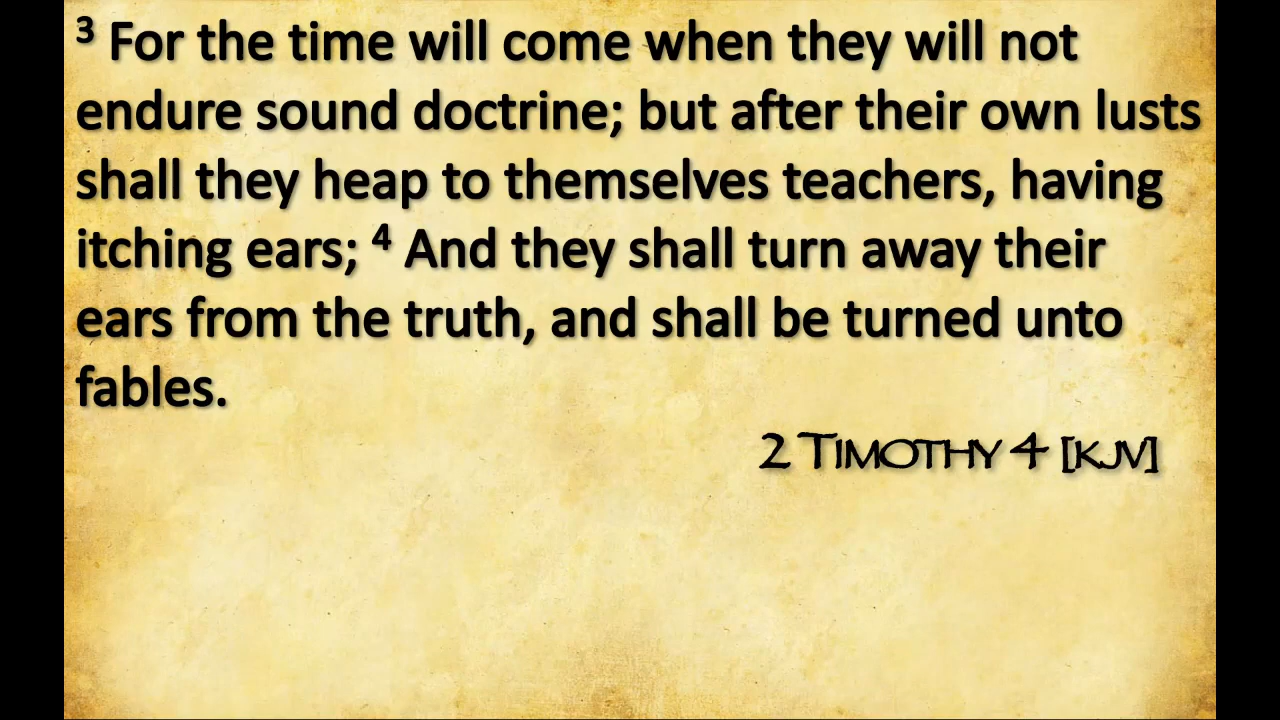 ³ For the time will come when they will not
endure sound doctrine; but after their own lusts
shall they heap to themselves teachers, having
itching ears; ⁴ And they shall turn away their
ears from the truth, and shall be turned unto
fables.
2 TIMOTHY 4 [KJV]